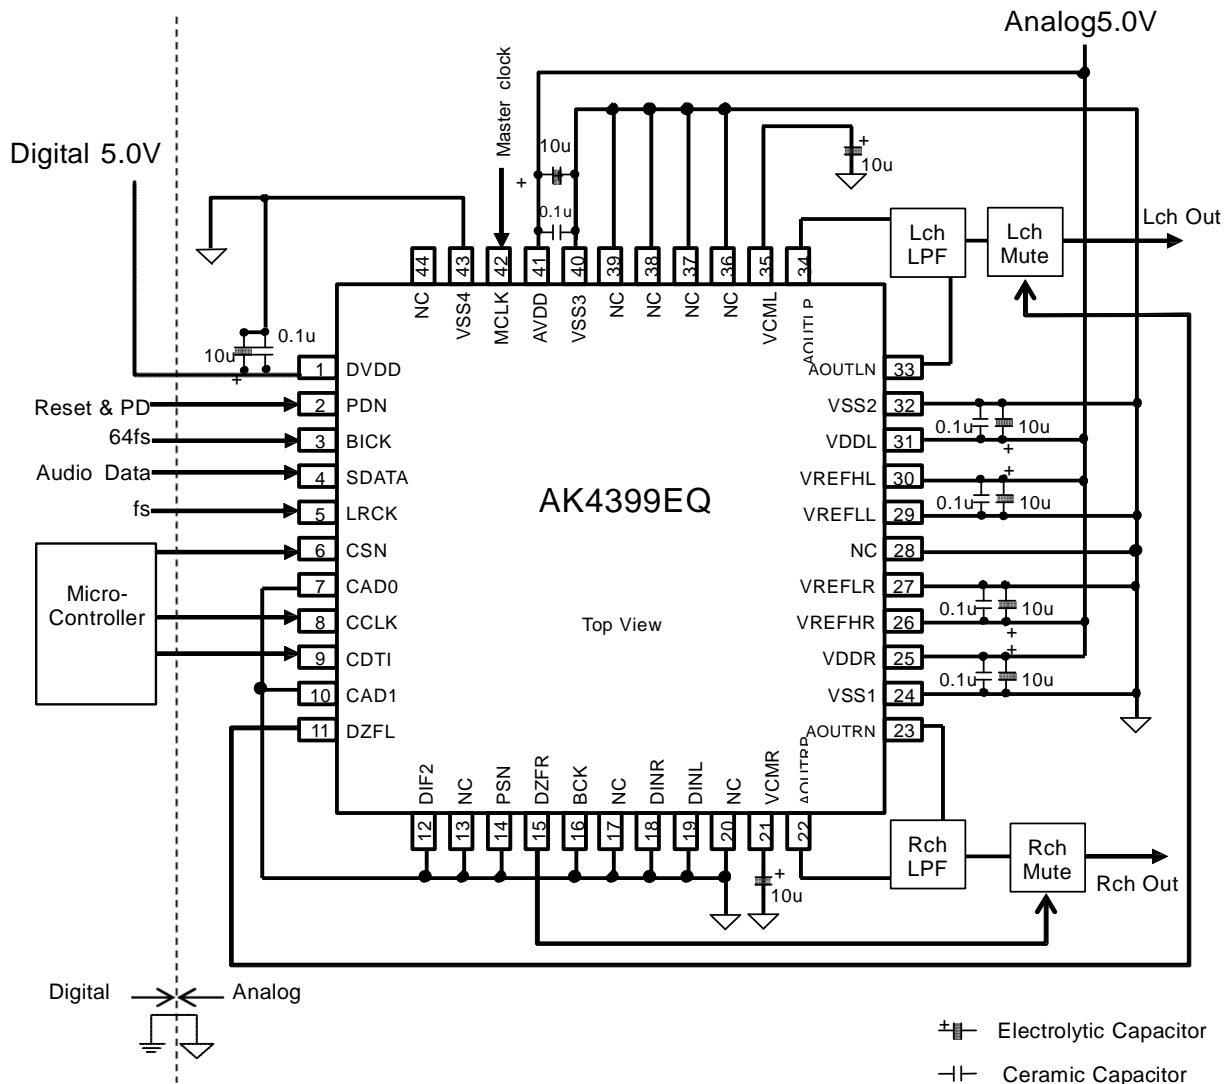 Analog5.0V
Digital 5.0V
Master clock
10u
+
0.1u
+
10u
Lch Out
Lch
LPF
Lch
Mute
44
43
42
41
40
39
38
37
36
35
34
NC
VSS4
MCLK
AVDD
VSS3
NC
NC
NC
NC
VCML
AOUTLP
10u
0.1u
+
1 DVDD
Reset & PD 2 PDN
64fs 3 BICK
Audio Data 4 SDATA
fs 5 LRCK
6 CSN
Micro-
Controller
7 CAD0
8 CCLK
9 CDTI
10 CAD1
11 DZFL
AK4399EQ
Top View
AOUTLN 33
VSS2 32
0.1u 10u
+
VDDL 31
VREFHL 30
+
0.1u 10u
VREFLL 29
NC 28
VREFLR 27
0.1u 10u
VREFHR 26
+
VDDR 25
+
0.1u 10u
VSS1 24
AOUTRN 23
DIF2
NC
PSN
DZFR
BCK
NC
DINR
DINL
NC
VCMR
AOUTRP
12
13
14
15
16
17
18
19
20
21
22
+
10u
Rch
LPF
Rch
Mute
Rch Out
Digital
Analog
+ Electrolytic Capacitor
Ceramic Capacitor